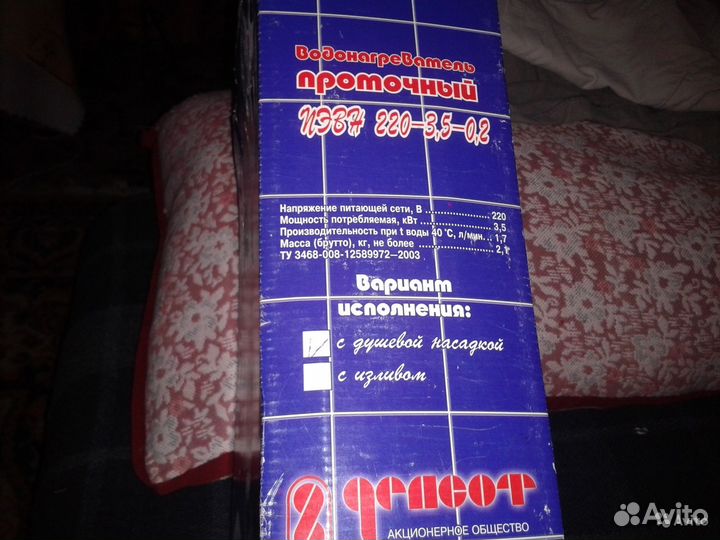 Водонагреватель
проточный
ПЭВН 220-3,5-0,2
Напряжение питающей сети, В ................... 220
Мощность потребляемая, кВт ................... 3,5
Производительность при t воды 40 °С, л/мин. .. 1,7
Масса (брутто), кг, не более ................... 2,1
ТУ 3468-008-12589972-2003
Вариант
исполнения:
с душевой насадкой
с изливом
Делсот
АКЦИОНЕРНОЕ ОБЩЕСТВО
Avito